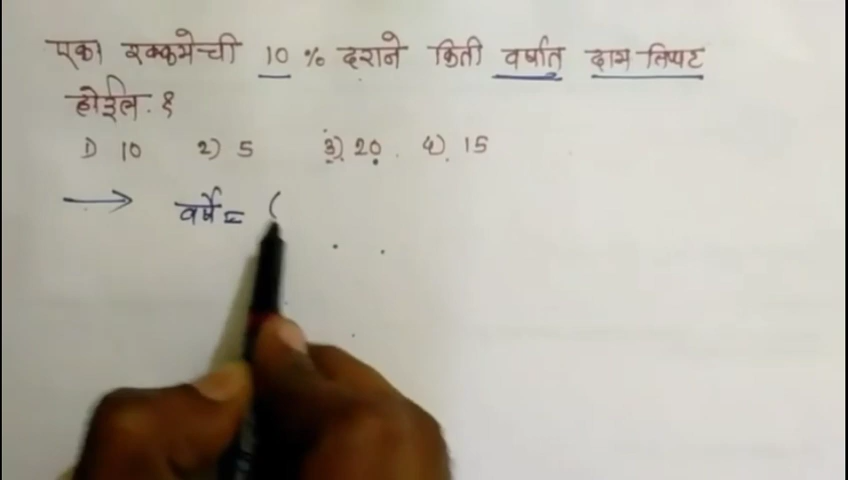 एका रक्कमेची 10 % दराने किती वर्षात दाम तिप्पट
होईल. ?
1) 10 2) 5 3) 20 . 4) 15
→ वर्षे = (